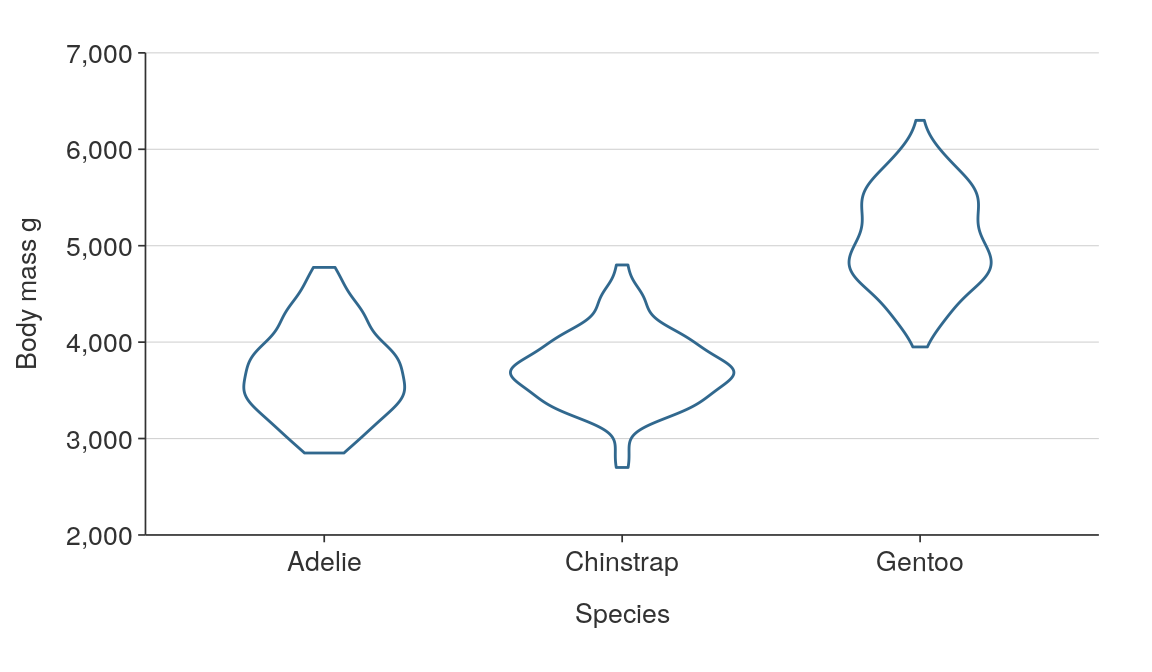 7,000
6,000
5,000
4,000
3,000
2,000
Body mass g
Adelie
Chinstrap
Gentoo
Species